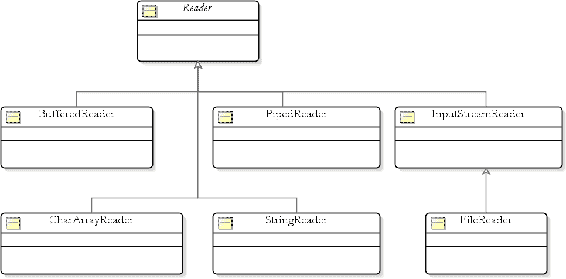 Reader
BufferedReader
PipedReader
InputStreamReader
CharArrayReader
StringReader
FileReader